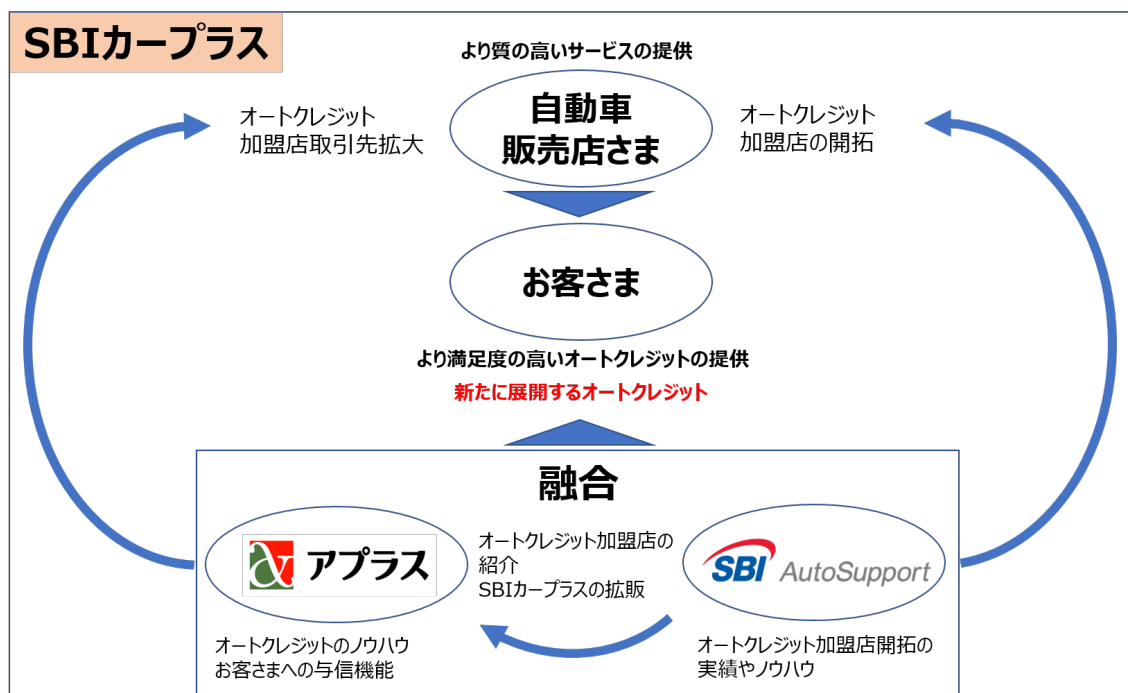 SBIカープラス
より質の高いサービスの提供
オートクレジット
加盟店取引先拡大
自動車
販売店さま
オートクレジット
加盟店の開拓
お客さま
より満足度の高いオートクレジットの提供
新たに展開するオートクレジット
融合
アプラス
オートクレジット加盟店の
紹介
SBIカープラスの拡販
SBI AutoSupport
オートクレジットのノウハウ
お客さまへの与信機能
オートクレジット加盟店開拓の
実績やノウハウ